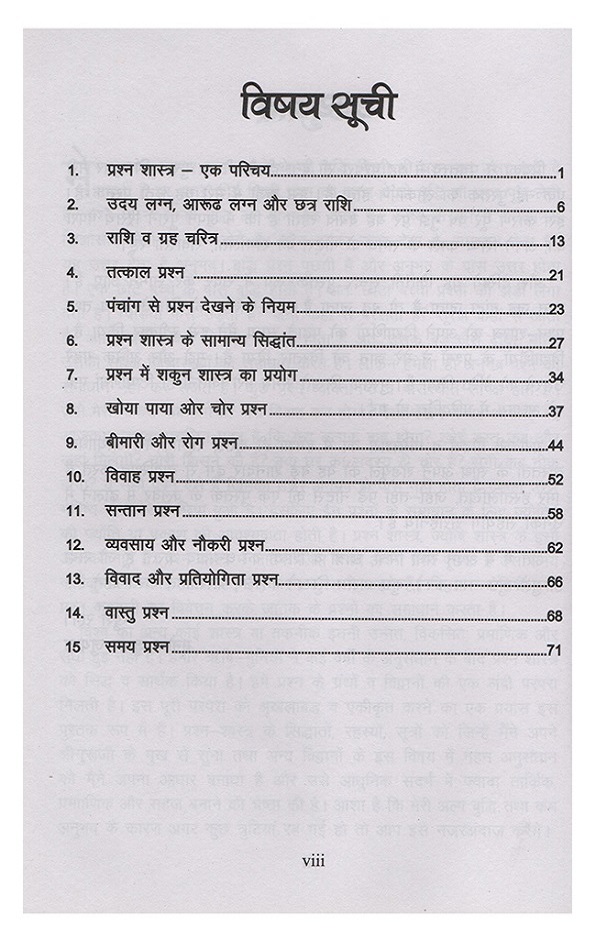 विषय सूची
1. प्रश्न शास्त्र – एक परिचय 1
2. उदय लग्न, आरूढ लग्न और छत्र राशि 6
3. राशि व ग्रह चरित्र 13
4. तत्काल प्रश्न 21
5. पंचांग से प्रश्न देखने के नियम 23
6. प्रश्न शास्त्र के सामान्य सिद्धांत 27
7. प्रश्न में शकुन शास्त्र का प्रयोग 34
8. खोया पाया ओर चोर प्रश्न 37
9. बीमारी और रोग प्रश्न 44
10. विवाह प्रश्न 52
11. सन्तान प्रश्न 58
12. व्यवसाय और नौकरी प्रश्न 62
13. विवाद और प्रतियोगिता प्रश्न 66
14. वास्तु प्रश्न 68
15 समय प्रश्न 71
viii